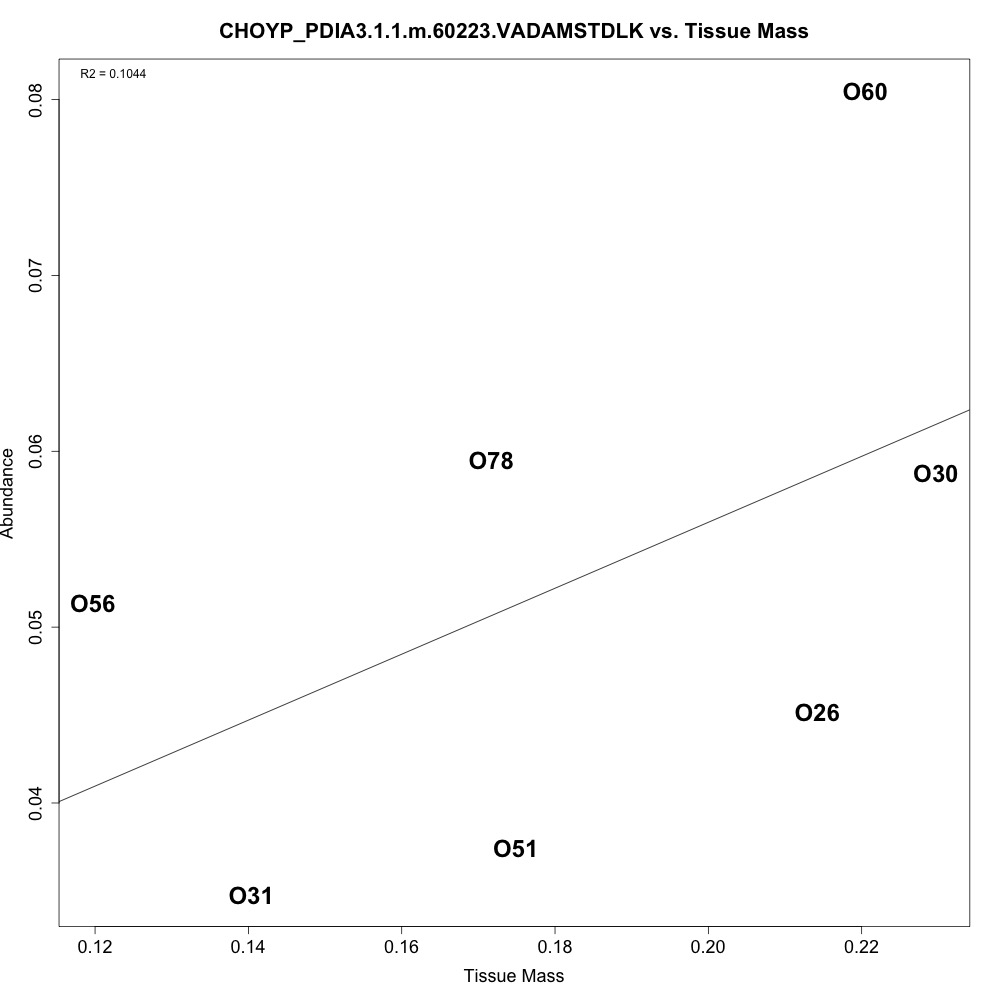 CHOYP_PDIA3.1.1.m.60223.VADAMSTDLK vs. Tissue Mass
R2 = 0.1044
0.08
0.07
0.06
0.05
0.04
Abundance
O60
O78
O30
O56
O26
O51
O31
0.12 0.14 0.16 0.18 0.20 0.22
Tissue Mass